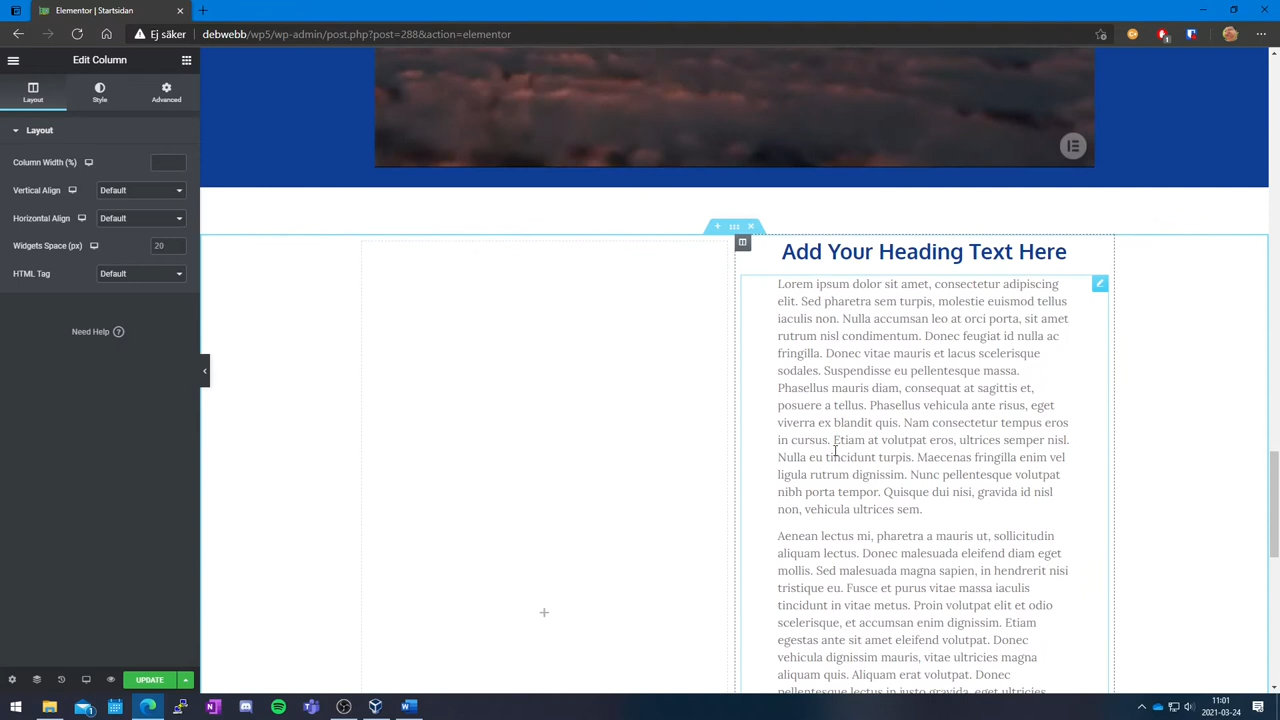 Elementor | Startsidan
Ej säker
debwebb/wp5/wp-admin/post.php?post=288&action=elementor
Edit Column
Layout
Style
Advanced
Layout
Column Width (%)
Vertical Align
Default
Horizontal Align
Default
Widgets Space (px)
20
HTML Tag
Default
Need Help
UPDATE
Add Your Heading Text Here
Lorem ipsum dolor sit amet, consectetur adipiscing
elit. Sed pharetra sem turpis, molestie euismod tellus
iaculis non. Nulla accumsan leo at orci porta, sit amet
rutrum nisl condimentum. Donec feugiat id nulla ac
fringilla. Donec vitae mauris et lacus scelerisque
sodales. Suspendisse eu pellentesque massa.
Phasellus mauris diam, consequat at sagittis et,
posuere a tellus. Phasellus vehicula ante risus, eget
viverra ex blandit quis. Nam consectetur tempus eros
in cursus. Etiam at volutpat eros, ultrices semper nisl.
Nulla eu tincidunt turpis. Maecenas fringilla enim vel
ligula rutrum dignissim. Nunc pellentesque volutpat
nibh porta tempor. Quisque dui nisi, gravida id nisl
non, vehicula ultrices sem.
Aenean lectus mi, pharetra a mauris ut, sollicitudin
aliquam lectus. Donec malesuada eleifend diam eget
mollis. Sed malesuada magna sapien, in hendrerit nisi
tristique eu. Fusce et purus vitae massa iaculis
tincidunt in vitae metus. Proin volutpat elit et odio
scelerisque, et accumsan enim dignissim. Etiam
egestas ante sit amet eleifend volutpat. Donec
vehicula dignissim mauris, vitae ultricies magna
aliquam quis. Aliquam erat volutpat. Donec
pellentesque lectus in justo gravida, eget ultricies
11:01
2021-03-24